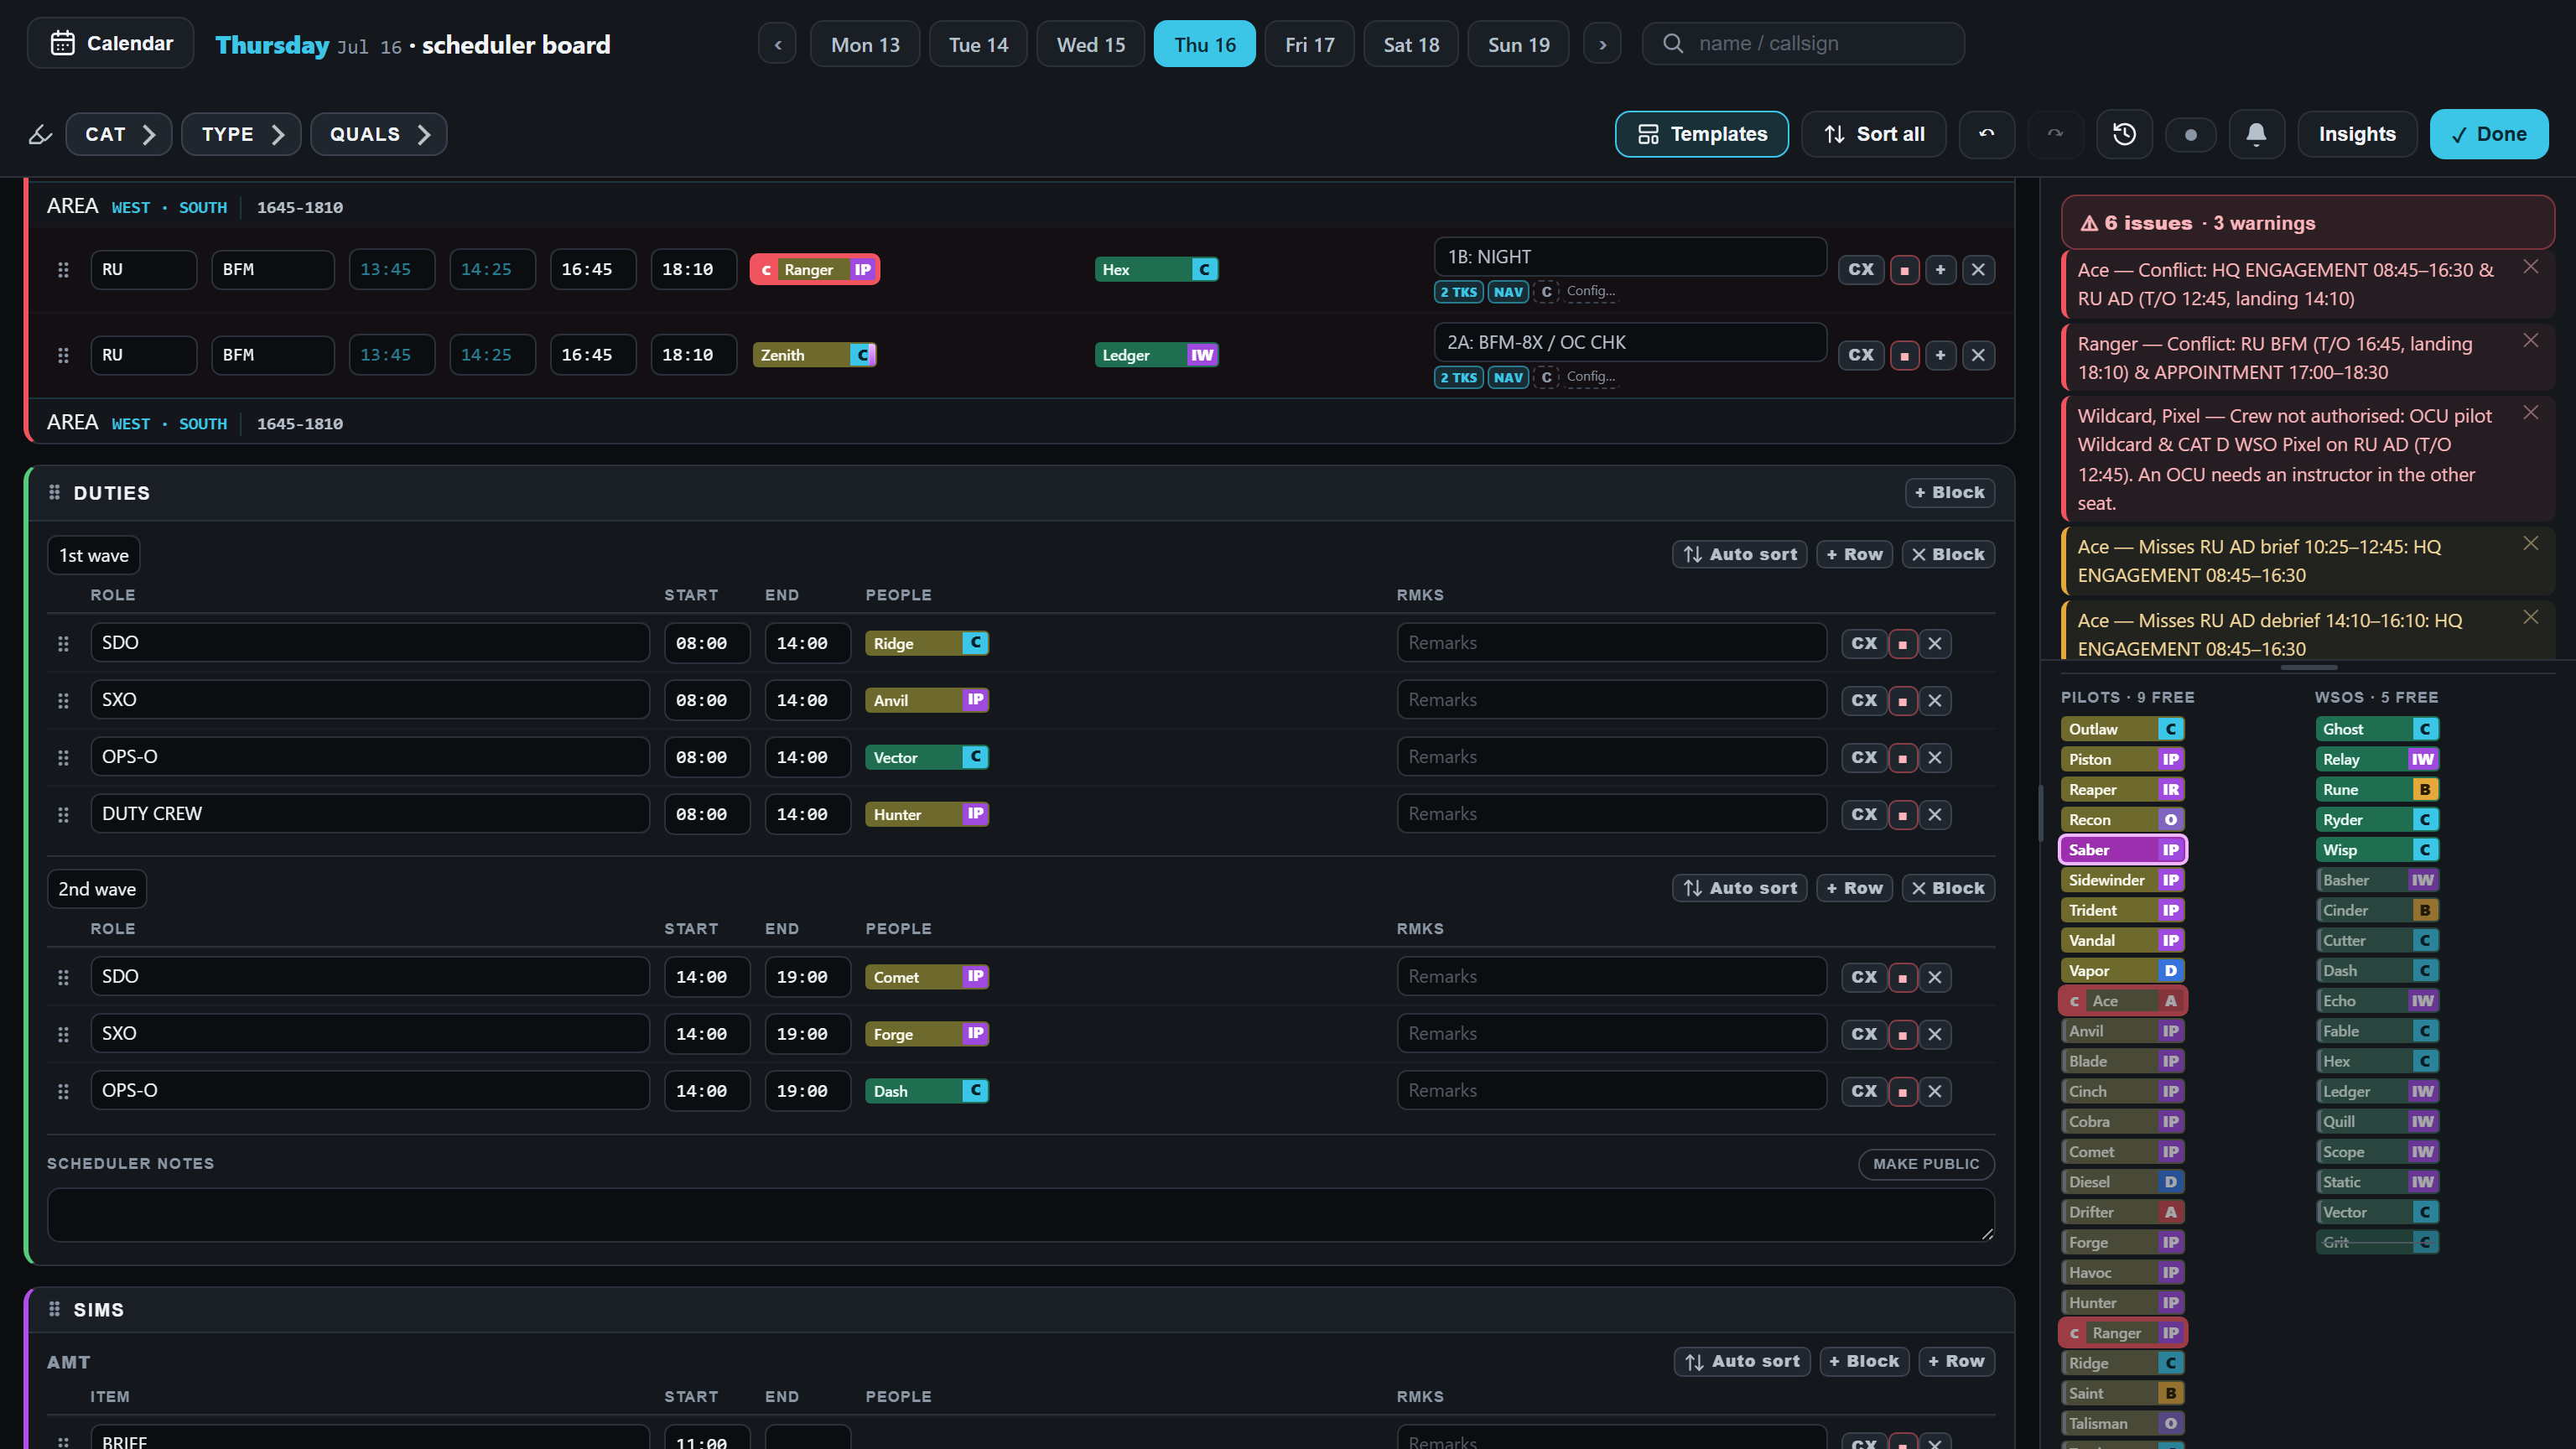 Calendar
Thursday Jul 16 · scheduler board
Mon 13
Tue 14
Wed 15
Thu 16
Fri 17
Sat 18
Sun 19
name / callsign
CAT
TYPE
QUALS
Templates
Sort all
Insights
✓ Done
AREA WEST · SOUTH 1645-1810
RU BFM 13:45 14:25 16:45 18:10 C Ranger IP Hex C 1B: NIGHT CX +
2 TKS NAV C Config...
RU BFM 13:45 14:25 16:45 18:10 Zenith C Ledger IW 2A: BFM-8X / OC CHK CX +
2 TKS NAV C Config...
AREA WEST · SOUTH 1645-1810
DUTIES
+ Block
1st wave
Auto sort + Row Block
ROLE START END PEOPLE RMKS
SDO 08:00 14:00 Ridge C Remarks CX
SXO 08:00 14:00 Anvil IP Remarks CX
OPS-O 08:00 14:00 Vector C Remarks CX
DUTY CREW 08:00 14:00 Hunter IP Remarks CX
2nd wave
Auto sort + Row Block
ROLE START END PEOPLE RMKS
SDO 14:00 19:00 Comet IP Remarks CX
SXO 14:00 19:00 Forge IP Remarks CX
OPS-O 14:00 19:00 Dash C Remarks CX
SCHEDULER NOTES
MAKE PUBLIC
SIMS
AMT
Auto sort + Block + Row
ITEM START END PEOPLE RMKS
BRIEF 11:00 Remarks CX
⚠ 6 issues · 3 warnings
Ace — Conflict: HQ ENGAGEMENT 08:45–16:30 &
RU AD (T/O 12:45, landing 14:10)
Ranger — Conflict: RU BFM (T/O 16:45, landing
18:10) & APPOINTMENT 17:00–18:30
Wildcard, Pixel — Crew not authorised: OCU pilot
Wildcard & CAT D WSO Pixel on RU AD (T/O
12:45). An OCU needs an instructor in the other
seat.
Ace — Misses RU AD brief 10:25–12:45: HQ
ENGAGEMENT 08:45–16:30
Ace — Misses RU AD debrief 14:10–16:10: HQ
ENGAGEMENT 08:45–16:30
PILOTS · 9 FREE
Outlaw C
Piston IP
Reaper IR
Recon O
Saber IP
Sidewinder IP
Trident IP
Vandal IP
Vapor D
C Ace A
Anvil IP
Blade IP
Cinch IP
Cobra IP
Comet IP
Diesel D
Drifter A
Forge IP
Havoc IP
Hunter IP
C Ranger IP
Ridge C
Saint B
Talisman O
WSOS · 5 FREE
Ghost C
Relay IW
Rune B
Ryder C
Wisp C
Basher IW
Cinder B
Cutter C
Dash C
Echo IW
Fable C
Hex C
Ledger IW
Quill IW
Scope IW
Static IW
Vector C
Grit C